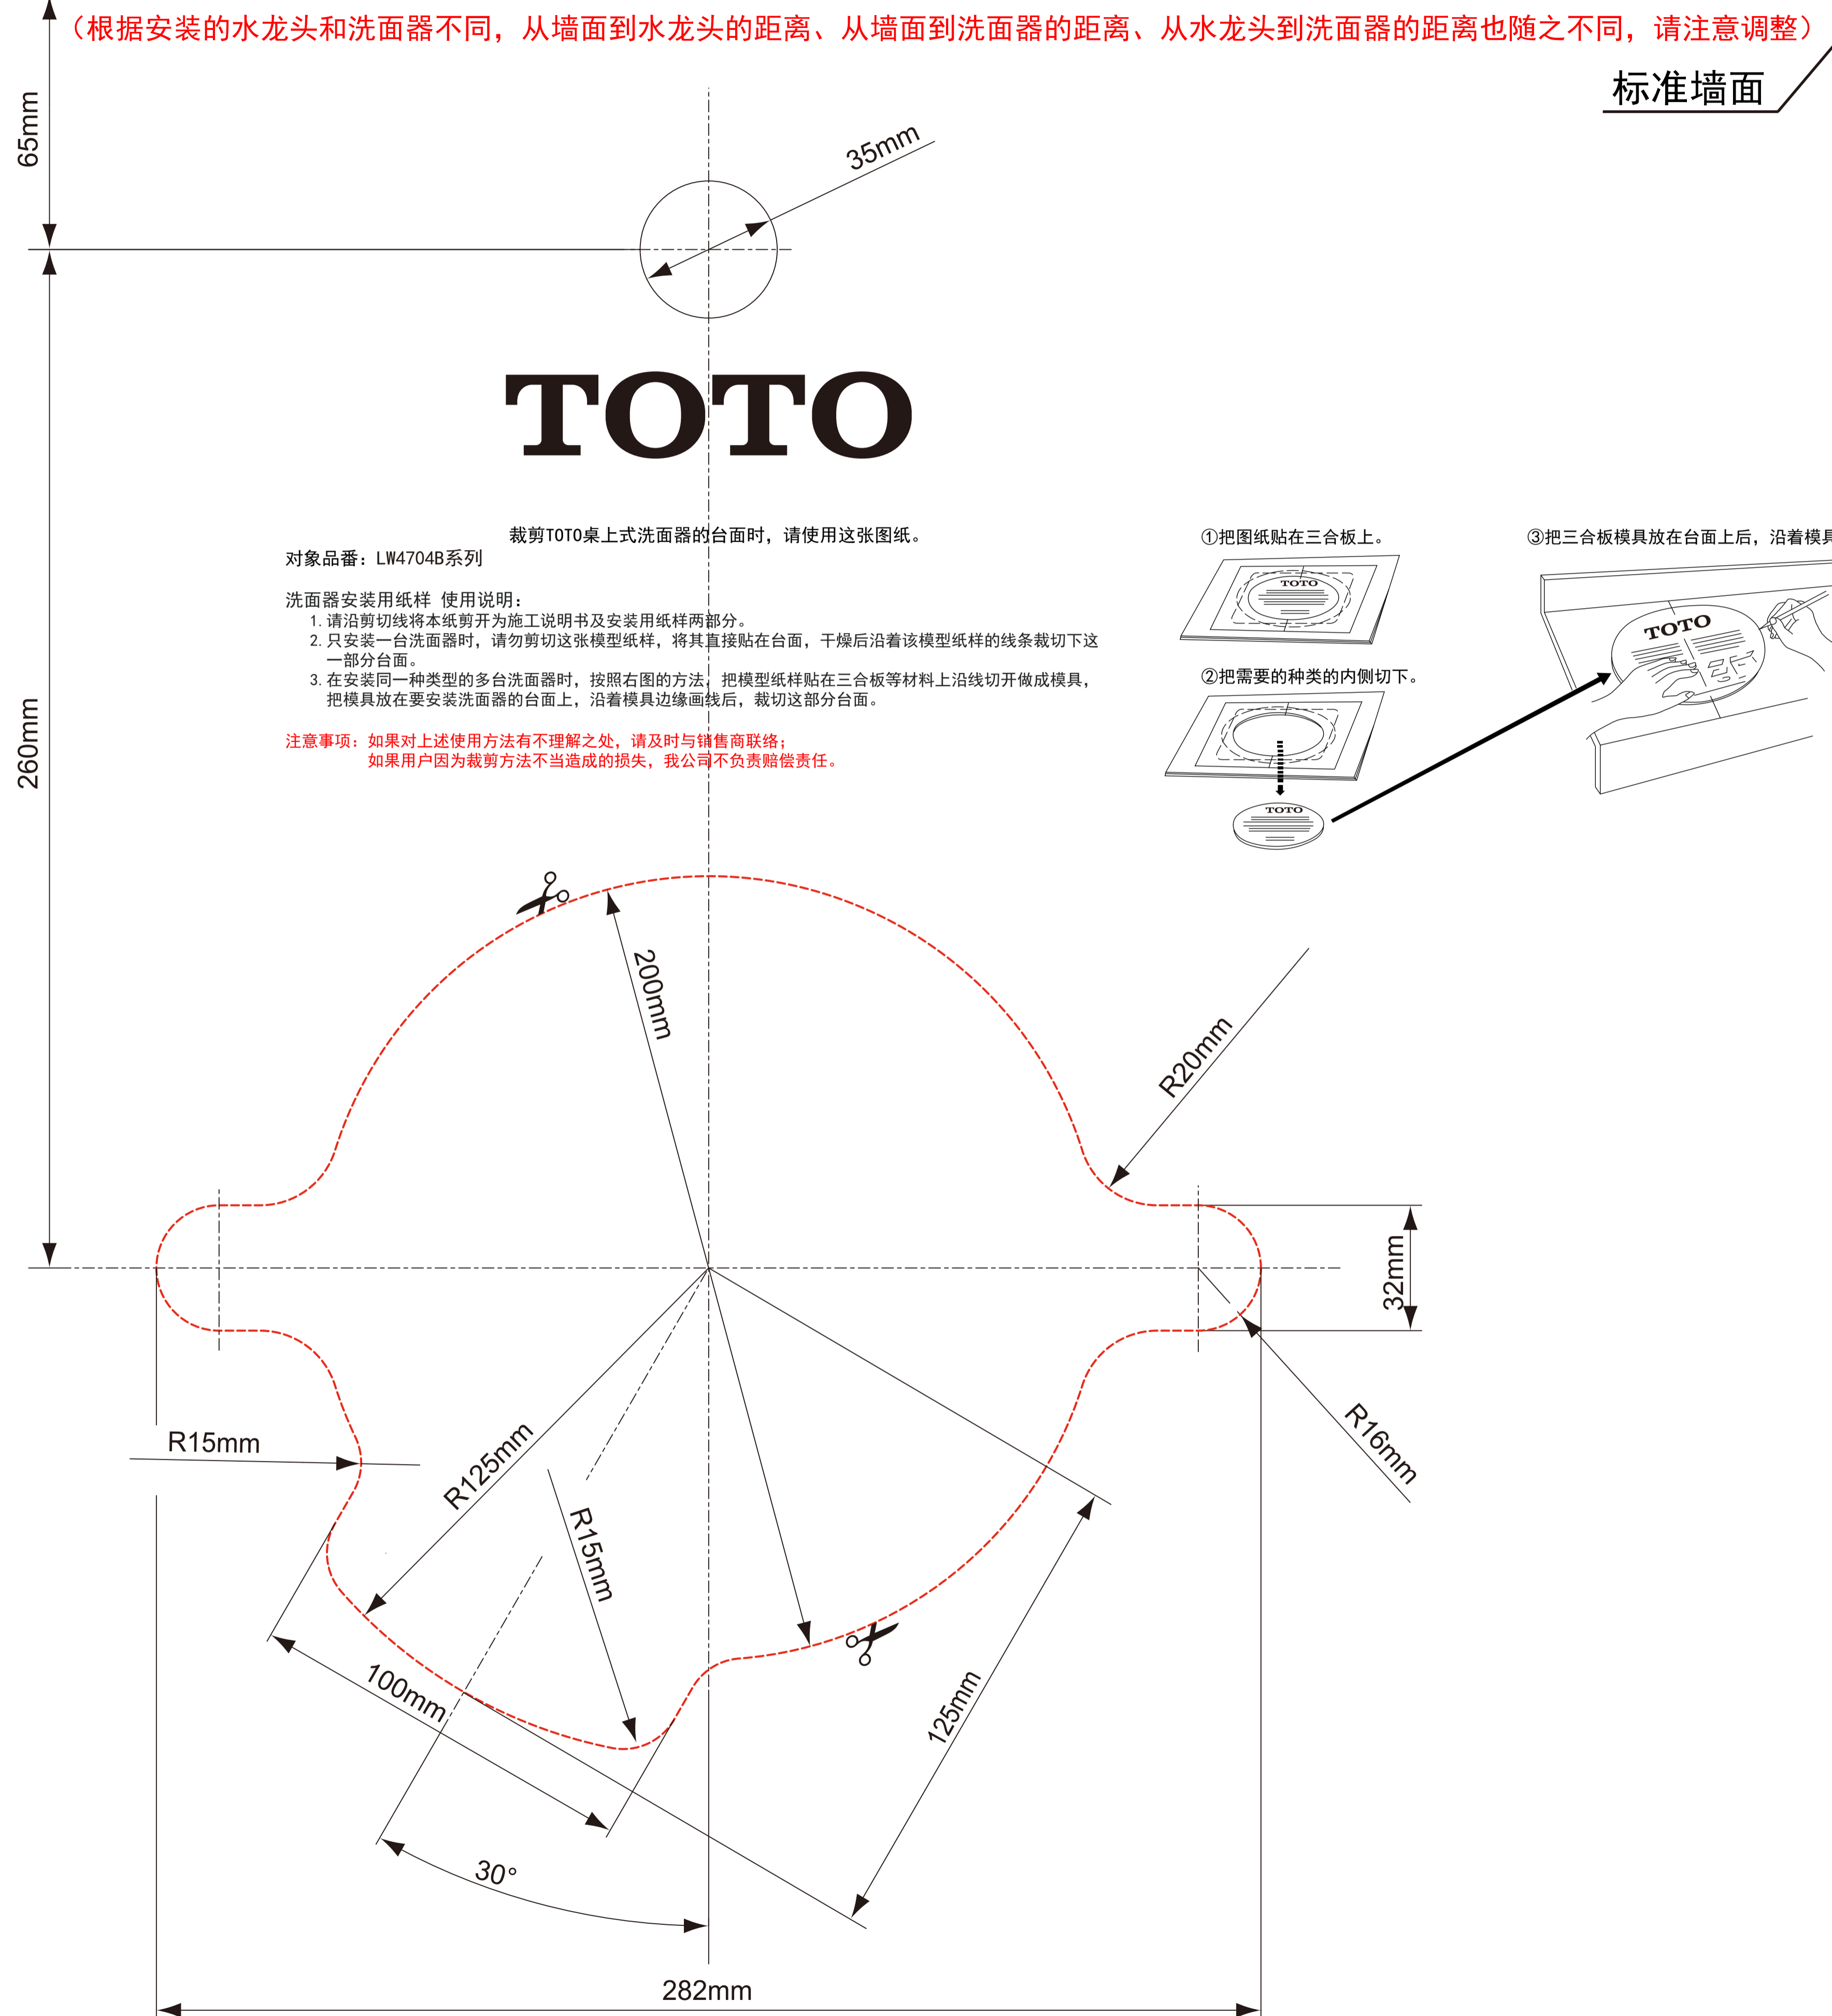 （根据安装的水龙头和洗面器不同，从墙面到水龙头的距离、从墙面到洗面器的距离、从水龙头到洗面器的距离也随之不同，请注意调整）
标准墙面
65mm
35mm
TOTO
裁剪TOTO桌上式洗面器的台面时，请使用这张图纸。
对象品番：LW4704B系列
洗面器安装用纸样 使用说明：
1. 请沿剪切线将本纸剪开为施工说明书及安装用纸样两部分。
2. 只安装一台洗面器时，请勿剪切这张模型纸样，将其直接贴在台面，干燥后沿着该模型纸样的线条裁切下这
一部分台面。
3. 在安装同一种类型的多台洗面器时，按照右图的方法，把模型纸样贴在三合板等材料上沿线切开做成模具，
把模具放在要安装洗面器的台面上，沿着模具边缘画线后，裁切这部分台面。
注意事项：如果对上述使用方法有不理解之处，请及时与销售商联络；
如果用户因为裁剪方法不当造成的损失，我公司不负责赔偿责任。
①把图纸贴在三合板上。
TOTO
②把需要的种类的内侧切下。
TOTO
③把三合板模具放在台面上后，沿着模具
TOTO
260mm
200mm
R20mm
32mm
R16mm
R15mm
R125mm
R15mm
100mm
125mm
30°
282mm